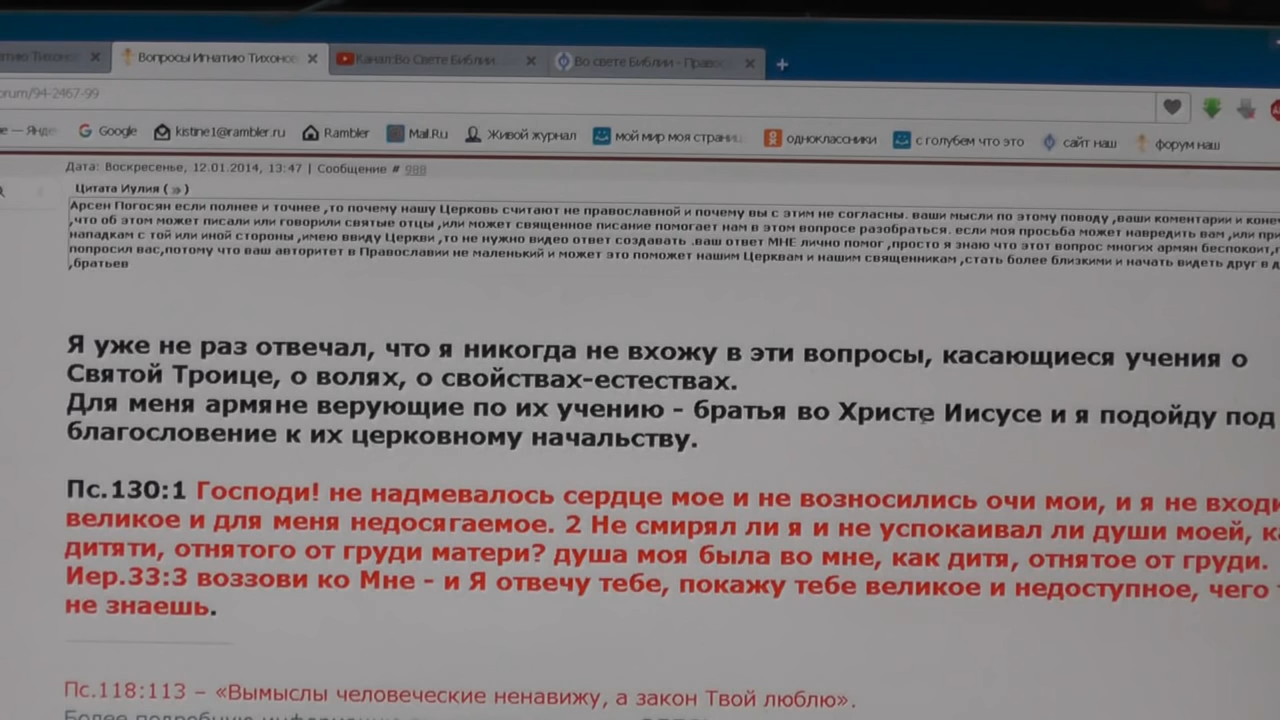 Вопросы Игнатию Тихонов
Канал:Во Свете Библии
Во свете Библии - Правос
orum/94-2467-99
Google kistine1@rambler.ru Rambler Mail.Ru Живой журнал мой мир моя страниц одноклассники с голубем что это сайт наш форум наш
Дата: Воскресенье, 12.01.2014, 13:47 | Сообщение # 980
Цитата Иулия ( )
Арсен Погосян если полнее и точнее ,то почему нашу Церковь считают не православной и почему вы с этим не согласны. ваши мысли по этому поводу ,ваши коментарии и коне
,что об этом может писали или говорили святые отцы ,или может священное писание помогает нам в этом вопросе разобраться. если моя просьба может навредить вам ,или при
нападкам с той или иной стороны ,имею ввиду Церкви ,то не нужно видео ответ создавать .ваш ответ МНЕ лично помог ,просто я знаю что этот вопрос многих армян беспокоит,
попросил вас,потому что ваш авторитет в Православии не маленький и может это поможет нашим Церквам и нашим священникам ,стать более близкими и начать видеть друг в д
,братьев
Я уже не раз отвечал, что я никогда не вхожу в эти вопросы, касающиеся учения о
Святой Троице, о волях, о свойствах-естествах.
Для меня армяне верующие по их учению - братья во Христе Иисусе и я подойду под
благословение к их церковному начальству.
Пс.130:1 Господи! не надмевалось сердце мое и не возносились очи мои, и я не входи
великое и для меня недосягаемое. 2 Не смирял ли я и не успокаивал ли души моей, к
дитяти, отнятого от груди матери? душа моя была во мне, как дитя, отнятое от груди.
Иер.33:3 воззови ко Мне - и Я отвечу тебе, покажу тебе великое и недоступное, чего
не знаешь.
Пс.118:113 – «Вымыслы человеческие ненавижу, а закон Твой люблю».